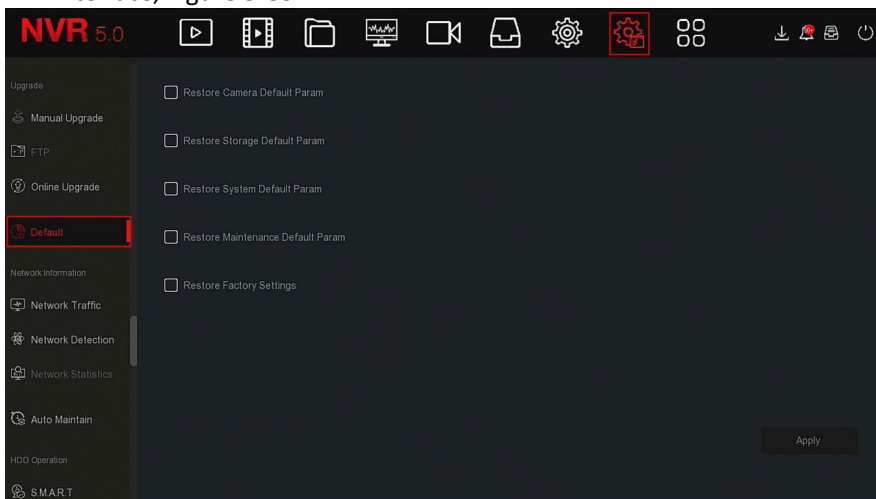 NVR 5.0
Upgrade
Manual Upgrade
FTP
Online Upgrade
Default
Network Information
Network Traffic
Network Detection
Network Statistics
Auto Maintain
HDD Operation
S.M.A.R.T
Restore Camera Default Param
Restore Storage Default Param
Restore System Default Param
Restore Maintenance Default Param
Restore Factory Settings
Apply